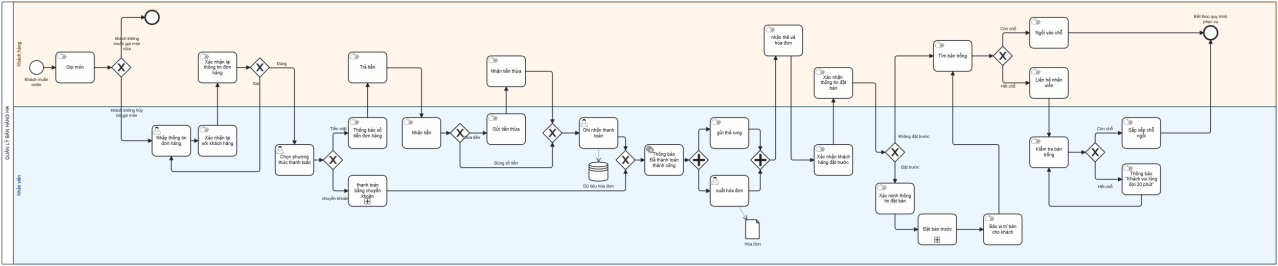 QUẢN LÝ BÁN HÀNG HK
Khách hàng
Nhân viên
Khách muốn
order
Gọi món
khách không
muốn gọi món
nữa
khách không hủy
bỏ gọi món
Nhập thông tin
đơn hàng
Xác nhận lại
với khách hàng
Xác nhận lại
thông tin đơn
hàng
Đúng
Sai
Chọn phương
thức thanh toán
Tiền mặt
chuyển khoản
Thông báo số
tiền đơn hàng
thanh toán
bằng chuyển
khoản
Trả tiền
Nhận tiền
Đúng số tiền
Gửi tiền thừa
Nhận tiền thừa
Ghi nhận thanh
toán
Dữ liệu hóa đơn
Thông báo
Đã thanh toán
thành công
gửi thẻ rung
xuất hóa đơn
Hóa đơn
nhận thẻ và
hóa đơn
Xác nhận khách
hàng đặt trước
Xác nhận
thông tin đặt
bàn
Không đặt trước
Đặt trước
Xác minh thông
tin đặt bàn
Đặt bàn trước
Báo vị trí bàn
cho khách
Tìm bàn trống
Còn chỗ
Hết chỗ
Ngồi vào chỗ
Liên hệ nhân
viên
Kiểm tra bàn
trống
Còn chỗ
Hết chỗ
Sắp xếp chỗ
ngồi
Thông báo
"Khách vui lòng
đợi 30 phút"
Kết thúc quy trình
phục vụ